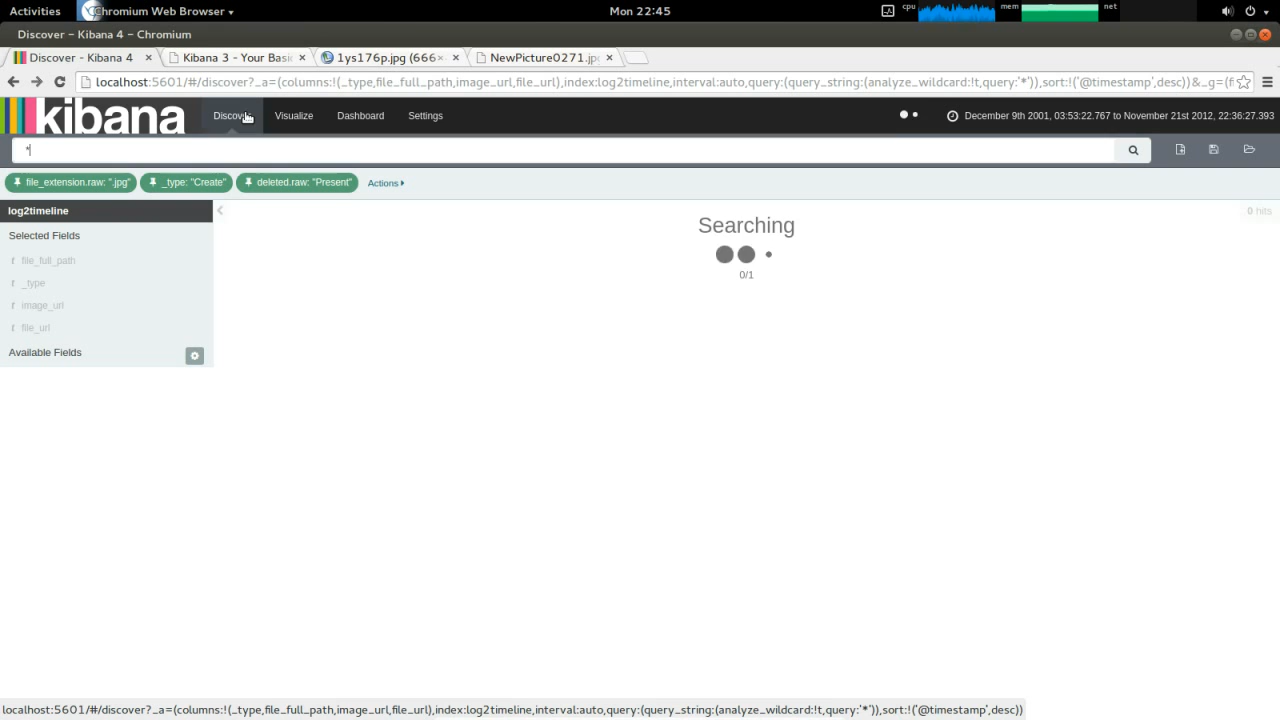 Activities Chromium Web Browser Mon 22:45 cpu mem net
Discover - Kibana 4 - Chromium
Discover - Kibana 4 Kibana 3 - Your Basic 1ys176p.jpg (666× NewPicture0271.jp
localhost:5601/#/discover?_a=(columns:!(_type,file_full_path,image_url,file_url),index:log2timeline,interval:auto,query:(query_string:(analyze_wildcard:!t,query:'*')),sort:!('@timestamp',desc))&_g=(f
kibana Discover Visualize Dashboard Settings December 9th 2001, 03:53:22.767 to November 21st 2012, 22:36:27.393
*
file_extension.raw: ".jpg" _type: "Create" deleted.raw: "Present" Actions
log2timeline 0 hits
Selected Fields
t file_full_path
t _type
t image_url
t file_url
Available Fields
Searching
0/1
localhost:5601/#/discover?_a=(columns:!(_type,file_full_path,image_url,file_url),index:log2timeline,interval:auto,query:(query_string:(analyze_wildcard:!t,query:'*')),sort:!('@timestamp',desc))